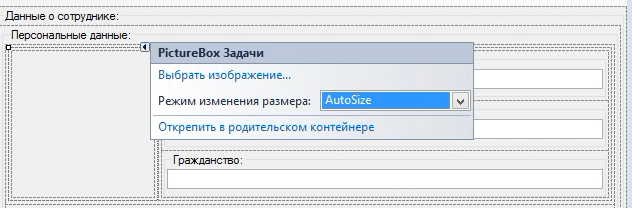 Данные о сотруднике:
Персональные данные:
PictureBox Задачи
Выбрать изображение...
Режим изменения размера: AutoSize
Открепить в родительском контейнере
Гражданство: